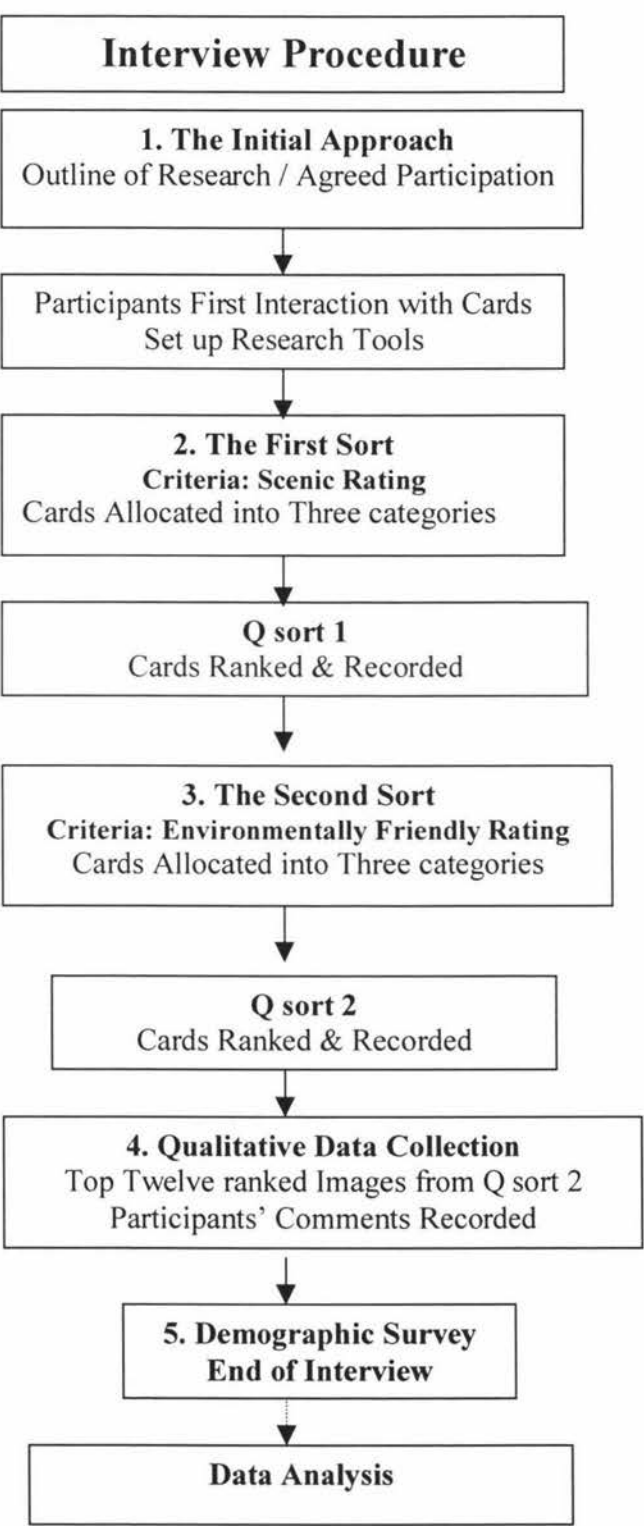 Interview Procedure
1. The Initial Approach
Outline of Research / Agreed Participation
Participants First Interaction with Cards
Set up Research Tools
2. The First Sort
Criteria: Scenic Rating
Cards Allocated into Three categories
Q sort 1
Cards Ranked & Recorded
3. The Second Sort
Criteria: Environmentally Friendly Rating
Cards Allocated into Three categories
Q sort 2
Cards Ranked & Recorded
4. Qualitative Data Collection
Top Twelve ranked Images from Q sort 2
Participants’ Comments Recorded
5. Demographic Survey
End of Interview
Data Analysis